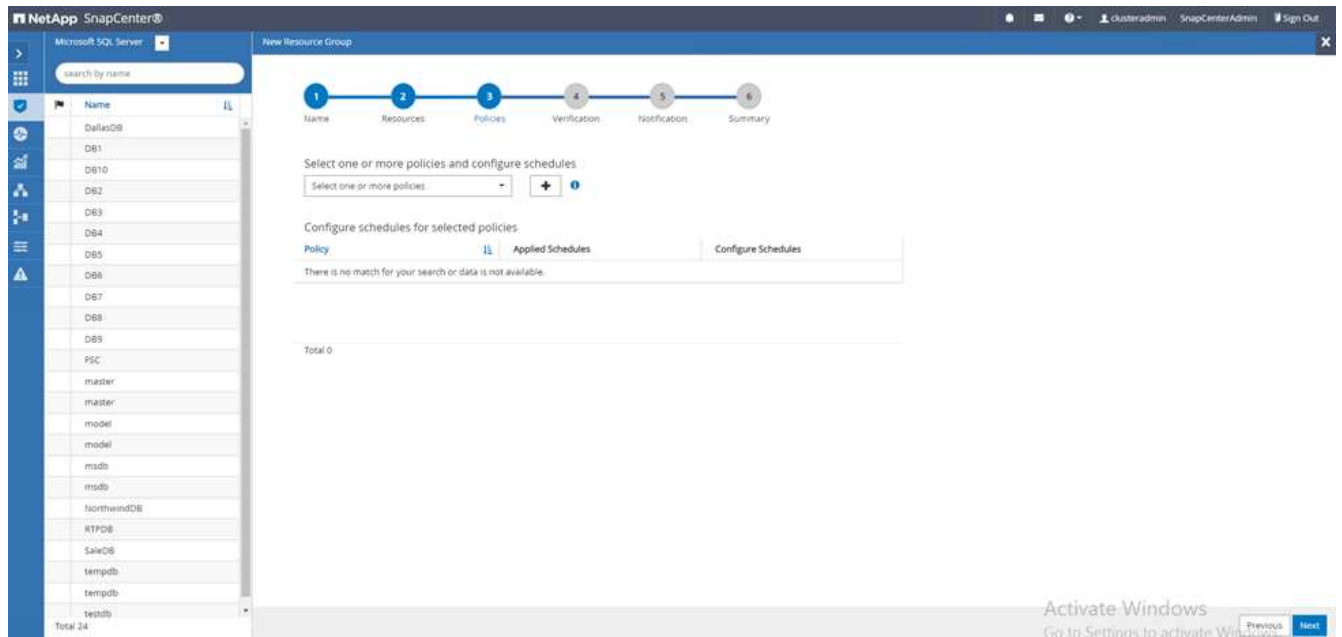 NetApp SnapCenter®
clusteradmin SnapCenterAdmin Sign Out
Microsoft SQL Server
New Resource Group
search by name
Name
DallasDB
DB1
DB10
DB2
DB3
DB4
DB5
DB6
DB7
DB8
DB9
FSC
master
master
model
model
msdb
msdb
NorthwindDB
RTPDB
SaleDB
tempdb
tempdb
testdb
Total 24
1 2 3 4 5 6
Name Resources Policies Verification Notification Summary
Select one or more policies and configure schedules
Select one or more policies
Configure schedules for selected policies
Policy Applied Schedules Configure Schedules
There is no match for your search or data is not available.
Total 0
Activate Windows
Go to Settings to activate Windows.
Previous Next